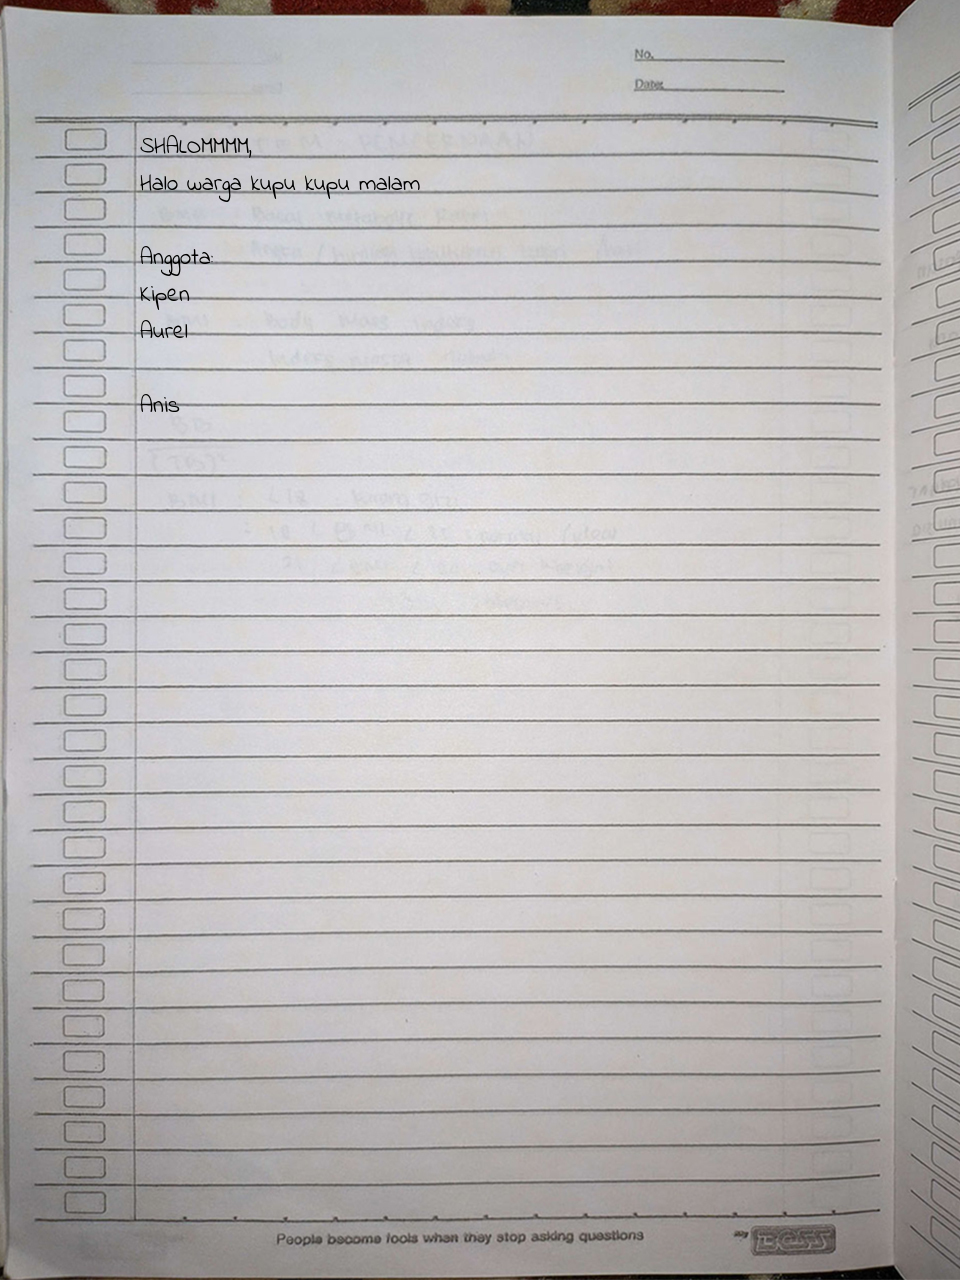 No.
Date:
SHALOMMMM,
Halo warga kupu kupu malam
Anggota:
Kipen
Aurel
Anis
People become fools when they stop asking questions
my BOSS